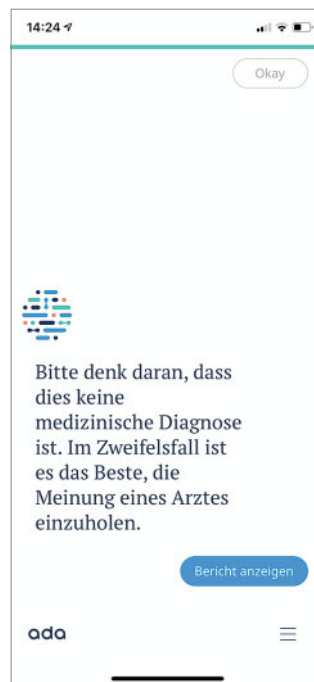 14:24
Okay
Bitte denk daran, dass
dies keine
medizinische Diagnose
ist. Im Zweifelsfall ist
es das Beste, die
Meinung eines Arztes
einzuholen.
Bericht anzeigen
ada